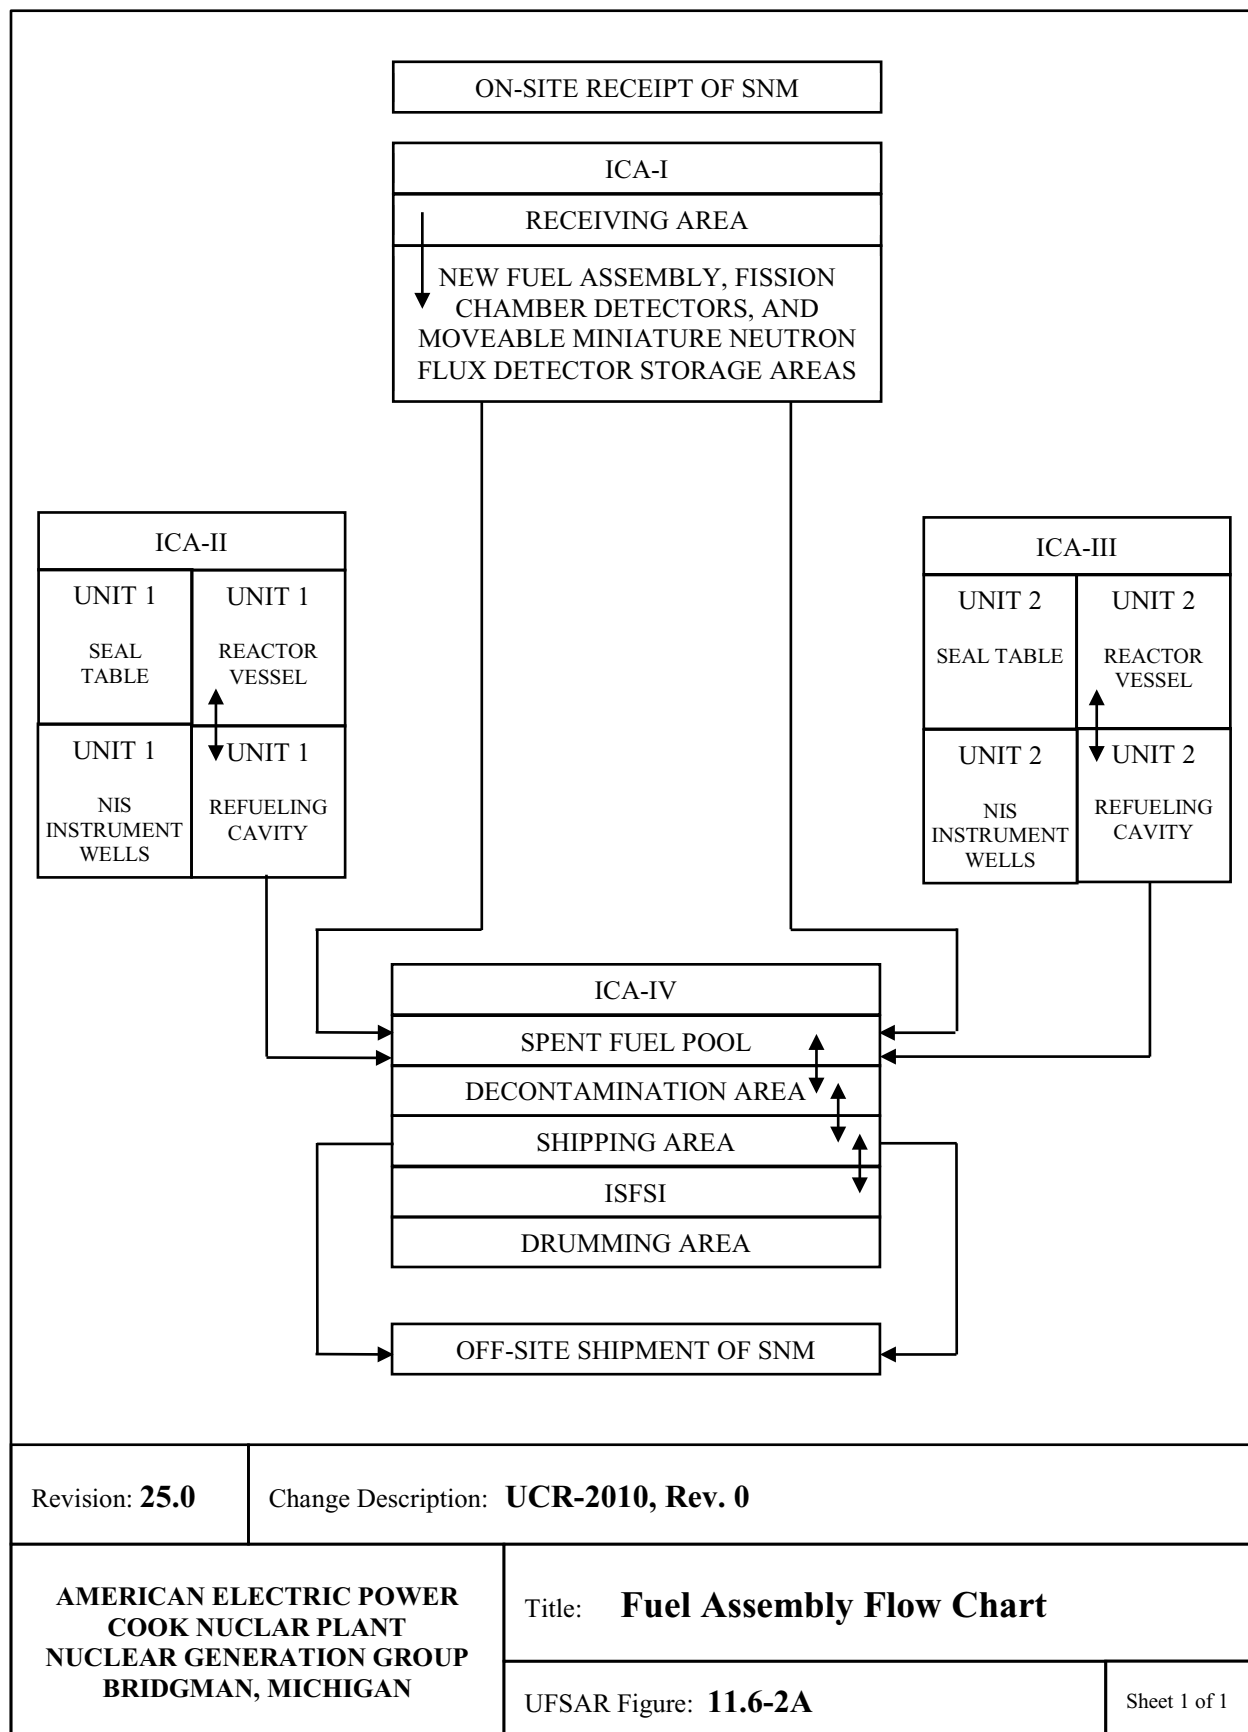 ON-SITE RECEIPT OF SNM
ICA-I
RECEIVING AREA
NEW FUEL ASSEMBLY, FISSION
CHAMBER DETECTORS, AND
MOVEABLE MINIATURE NEUTRON
FLUX DETECTOR STORAGE AREAS
ICA-II
UNIT 1
SEAL
TABLE
UNIT 1
REACTOR
VESSEL
UNIT 1
NIS
INSTRUMENT
WELLS
UNIT 1
REFUELING
CAVITY
ICA-III
UNIT 2
SEAL TABLE
UNIT 2
REACTOR
VESSEL
UNIT 2
NIS
INSTRUMENT
WELLS
UNIT 2
REFUELING
CAVITY
ICA-IV
SPENT FUEL POOL
DECONTAMINATION AREA
SHIPPING AREA
ISFSI
DRUMMING AREA
OFF-SITE SHIPMENT OF SNM
Revision: 25.0
Change Description: UCR-2010, Rev. 0
AMERICAN ELECTRIC POWER
COOK NUCLAR PLANT
NUCLEAR GENERATION GROUP
BRIDGMAN, MICHIGAN
Title: Fuel Assembly Flow Chart
UFSAR Figure: 11.6-2A
Sheet 1 of 1